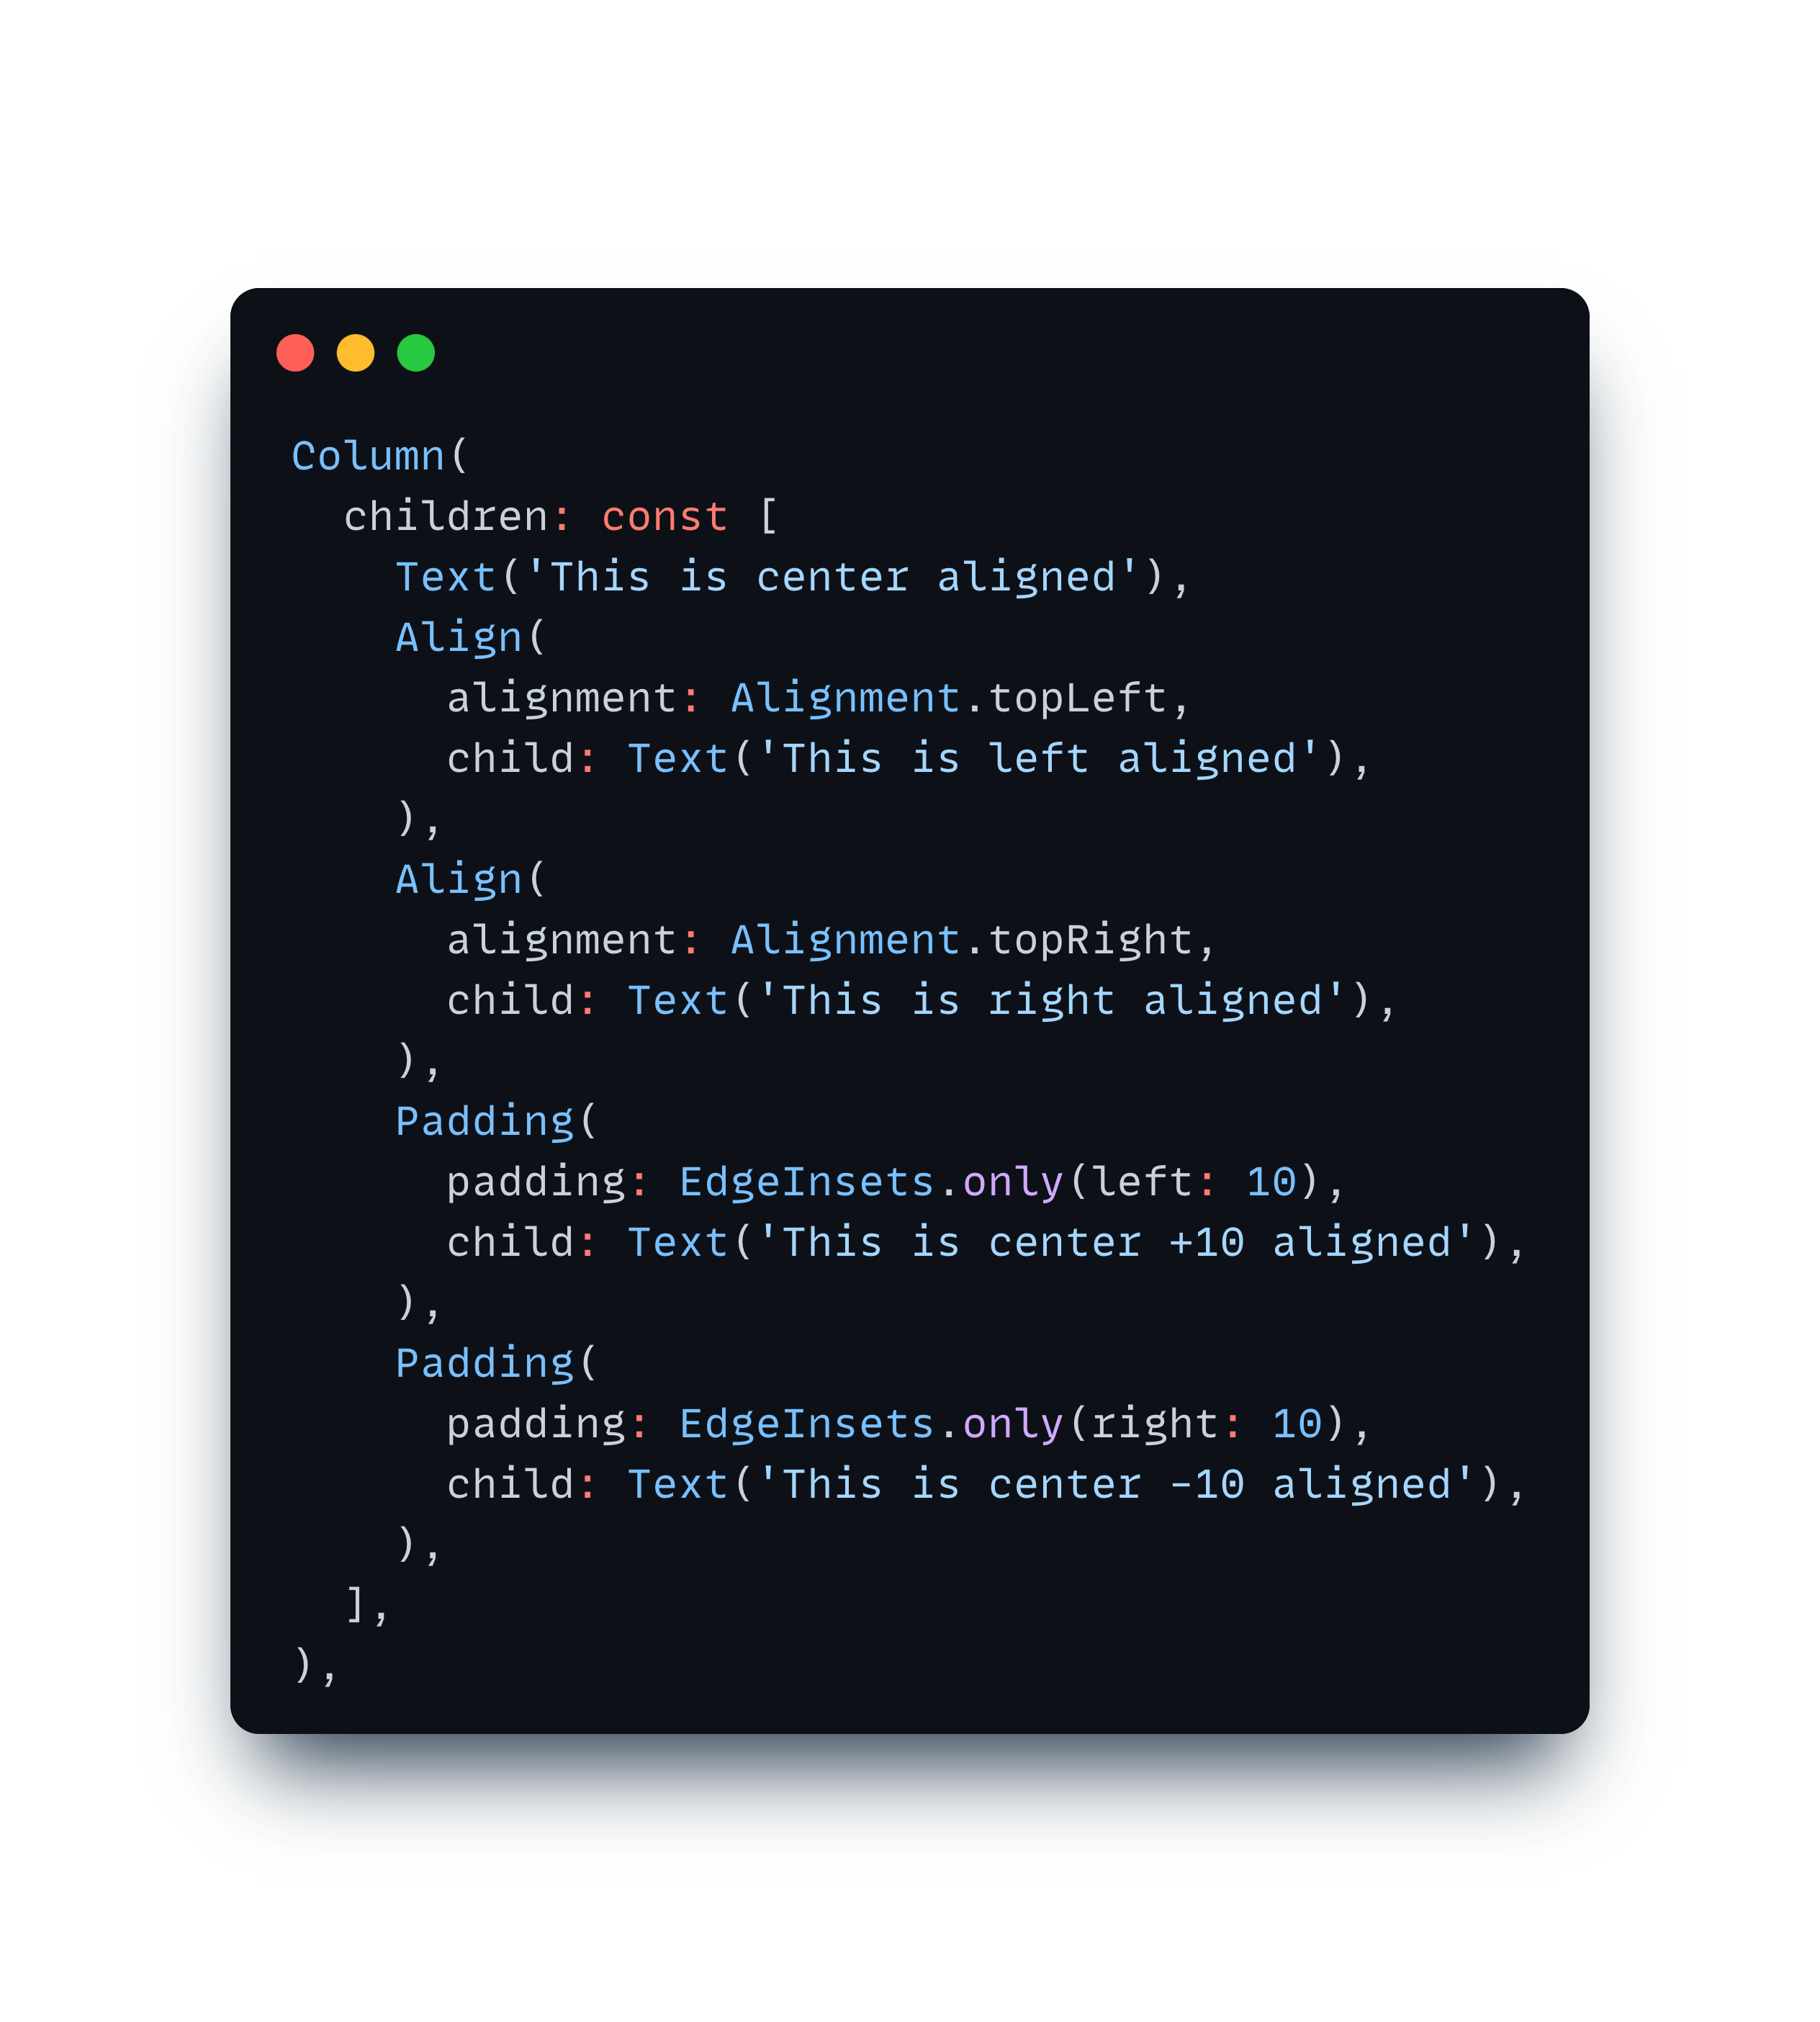 Column(
  children: const [
    Text('This is center aligned'),
    Align(
      alignment: Alignment.topLeft,
      child: Text('This is left aligned'),
    ),
    Align(
      alignment: Alignment.topRight,
      child: Text('This is right aligned'),
    ),
    Padding(
      padding: EdgeInsets.only(left: 10),
      child: Text('This is center +10 aligned'),
    ),
    Padding(
      padding: EdgeInsets.only(right: 10),
      child: Text('This is center -10 aligned'),
    ),
  ],
),